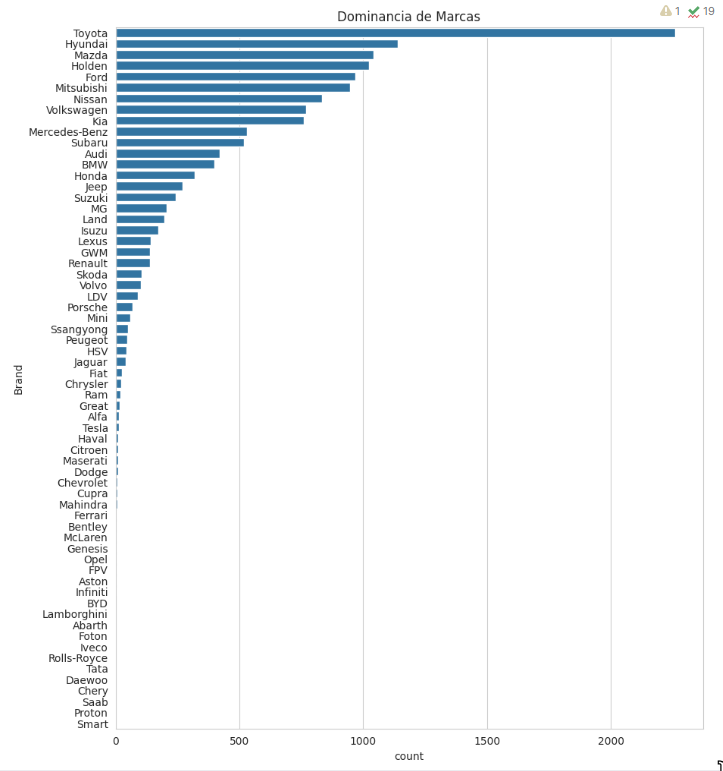 1 19
Dominancia de Marcas
Toyota
Hyundai
Mazda
Holden
Ford
Mitsubishi
Nissan
Volkswagen
Kia
Mercedes-Benz
Subaru
Audi
BMW
Honda
Jeep
Suzuki
MG
Land
Isuzu
Lexus
GWM
Renault
Skoda
Volvo
LDV
Porsche
Mini
Ssangyong
Peugeot
HSV
Jaguar
Fiat
Chrysler
Ram
Great
Alfa
Tesla
Haval
Citroen
Maserati
Dodge
Chevrolet
Cupra
Mahindra
Ferrari
Bentley
McLaren
Genesis
Opel
FPV
Aston
Infiniti
BYD
Lamborghini
Abarth
Foton
Iveco
Rolls-Royce
Tata
Daewoo
Chery
Saab
Proton
Smart
Brand
0 500 1000 1500 2000
count